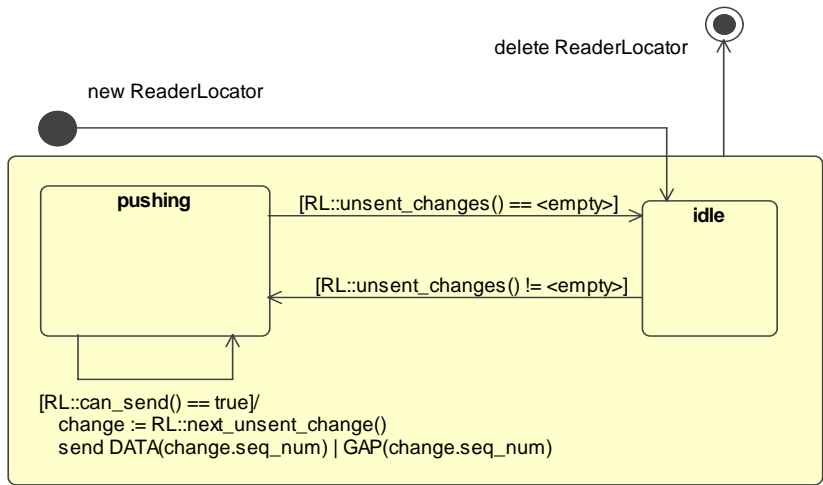 delete ReaderLocator
new ReaderLocator
pushing
[RL::unsent_changes() == <empty>]
idle
[RL::unsent_changes() != <empty>]
[RL::can_send() == true]/
change := RL::next_unsent_change()
send DATA(change.seq_num) | GAP(change.seq_num)